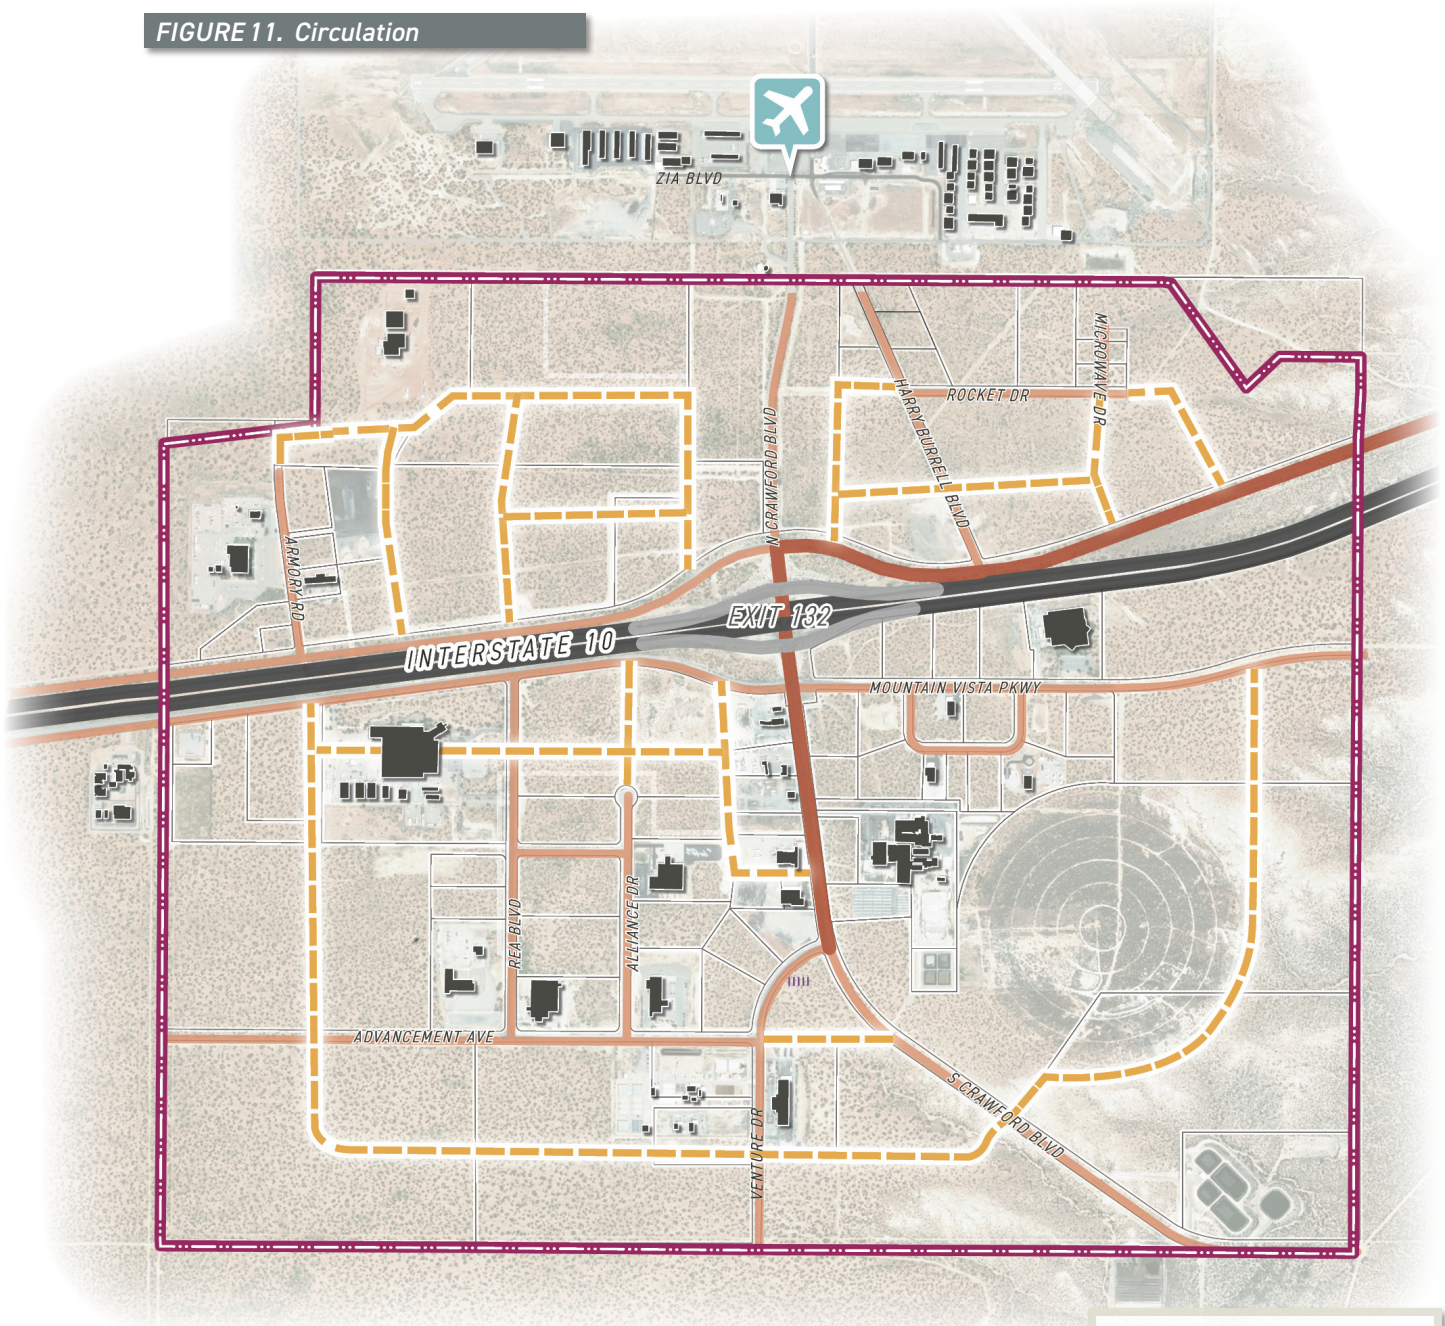 FIGURE 11. Circulation
ZIA BLVD
MICROWAVE DR
ROCKET DR
HARRY BURRELL BLVD
N CRAWFORD BLVD
ARMORY RD
EXIT 132
INTERSTATE 10
MOUNTAIN VISTA PKWY
REA BLVD
ALLIANCE DR
ADVANCEMENT AVE
S CRAWFORD BLVD
VENTURE DR